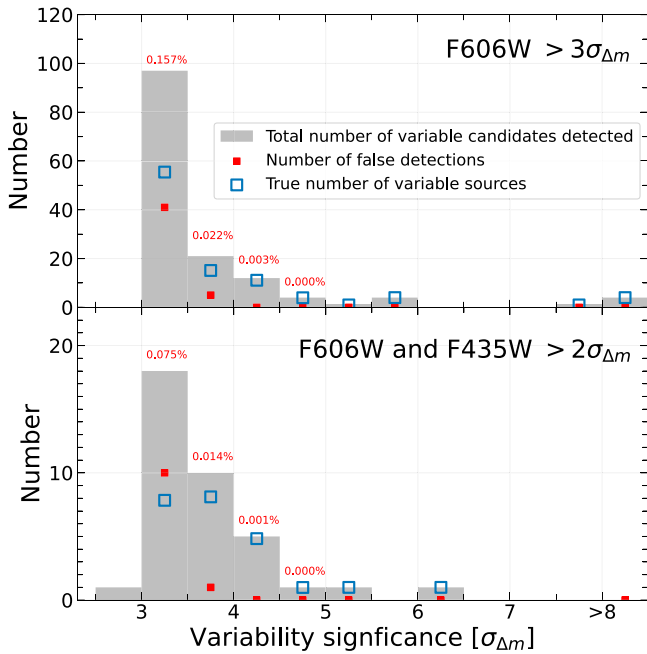 F606W > 3σΔm
120
100
80
60
40
20
0
Number
0.157%
0.022%
0.003%
0.000%
Total number of variable candidates detected
Number of false detections
True number of variable sources
F606W and F435W > 2σΔm
20
10
0
Number
0.075%
0.014%
0.001%
0.000%
3 4 5 6 7 >8
Variability signficance [σΔm]